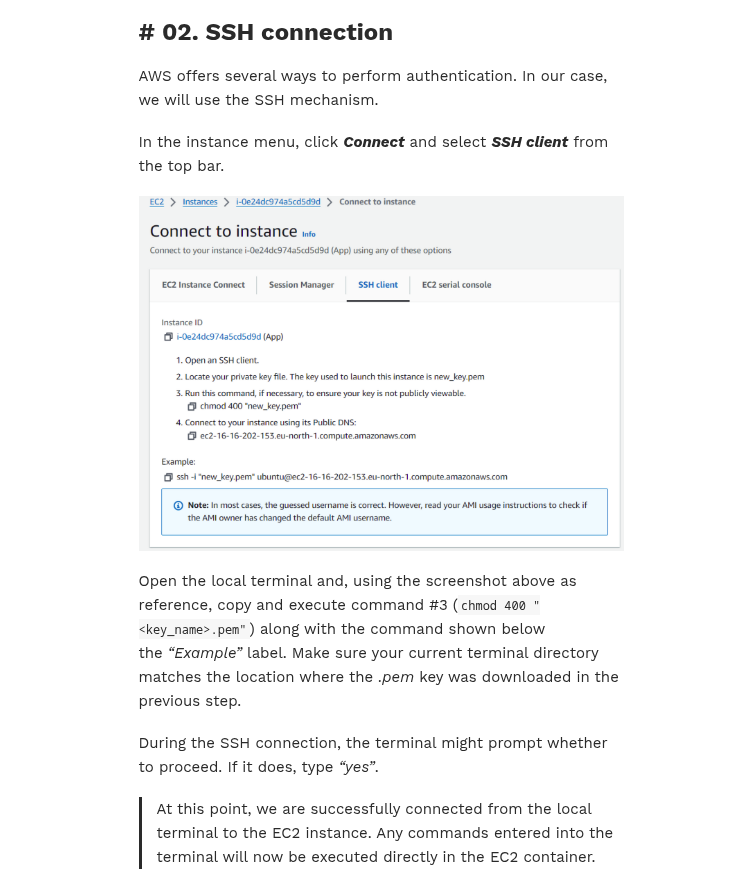 # 02. SSH connection
AWS offers several ways to perform authentication. In our case,
we will use the SSH mechanism.
In the instance menu, click Connect and select SSH client from
the top bar.
EC2 > Instances > i-0e24dc974a5cd5d9d > Connect to instance
Connect to instance Info
Connect to your instance i-0e24dc974a5cd5d9d (App) using any of these options
EC2 Instance Connect Session Manager SSH client EC2 serial console
Instance ID
i-0e24dc974a5cd5d9d (App)
1. Open an SSH client.
2. Locate your private key file. The key used to launch this instance is new_key.pem
3. Run this command, if necessary, to ensure your key is not publicly viewable.
chmod 400 "new_key.pem"
4. Connect to your instance using its Public DNS:
ec2-16-16-202-153.eu-north-1.compute.amazonaws.com
Example:
ssh -i "new_key.pem" ubuntu@ec2-16-16-202-153.eu-north-1.compute.amazonaws.com
Note: In most cases, the guessed username is correct. However, read your AMI usage instructions to check if
the AMI owner has changed the default AMI username.
Open the local terminal and, using the screenshot above as
reference, copy and execute command #3 (chmod 400 "
<key_name>.pem") along with the command shown below
the “Example” label. Make sure your current terminal directory
matches the location where the .pem key was downloaded in the
previous step.
During the SSH connection, the terminal might prompt whether
to proceed. If it does, type “yes”.
At this point, we are successfully connected from the local
terminal to the EC2 instance. Any commands entered into the
terminal will now be executed directly in the EC2 container.